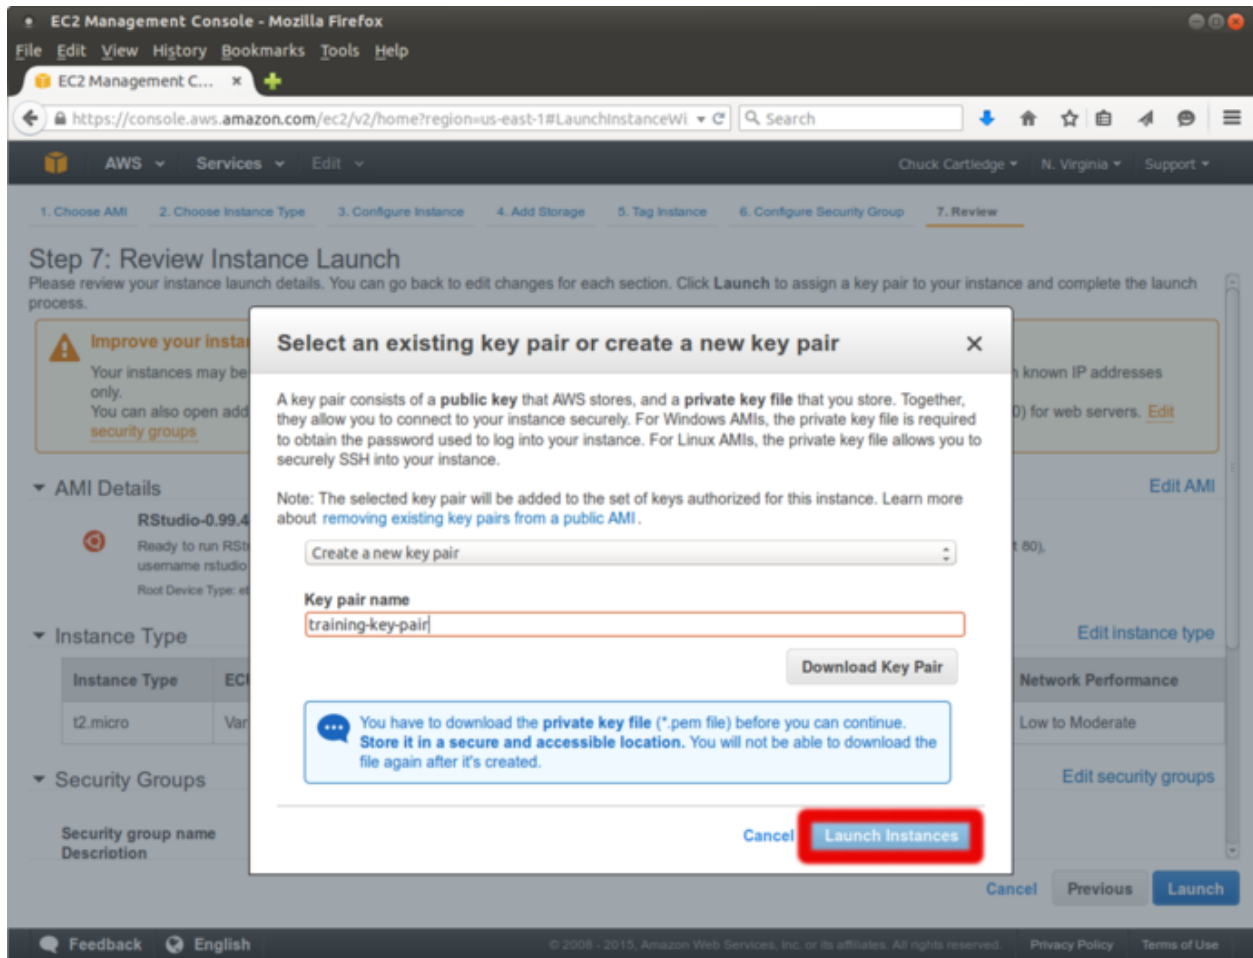 EC2 Management Console - Mozilla Firefox
File Edit View History Bookmarks Tools Help
EC2 Management C...
https://console.aws.amazon.com/ec2/v2/home?region=us-east-1#LaunchInstanceWi
Search
AWS Services Edit Chuck Cartledge N. Virginia Support
1. Choose AMI 2. Choose Instance Type 3. Configure Instance 4. Add Storage 5. Tag Instance 6. Configure Security Group 7. Review
Step 7: Review Instance Launch
Please review your instance launch details. You can go back to edit changes for each section. Click Launch to assign a key pair to your instance and complete the launch
process.
Improve your instan
Your instances may be
known IP addresses
only.
You can also open add
0) for web servers. Edit
security groups
Select an existing key pair or create a new key pair
A key pair consists of a public key that AWS stores, and a private key file that you store. Together,
they allow you to connect to your instance securely. For Windows AMIs, the private key file is required
to obtain the password used to log into your instance. For Linux AMIs, the private key file allows you to
securely SSH into your instance.
Note: The selected key pair will be added to the set of keys authorized for this instance. Learn more
about removing existing key pairs from a public AMI.
Create a new key pair
Key pair name
training-key-pair
Download Key Pair
You have to download the private key file (*.pem file) before you can continue.
Store it in a secure and accessible location. You will not be able to download the
file again after it's created.
Cancel Launch Instances
AMI Details Edit AMI
RStudio-0.99.4
Ready to run RStu
t 80),
username rstudio
Root Device Type: eb
Instance Type Edit instance type
Instance Type ECU Network Performance
t2.micro Var Low to Moderate
Security Groups Edit security groups
Security group name
Description
Cancel Previous Launch
Feedback English © 2008 - 2015, Amazon Web Services, Inc. or its affiliates. All rights reserved. Privacy Policy Terms of Use